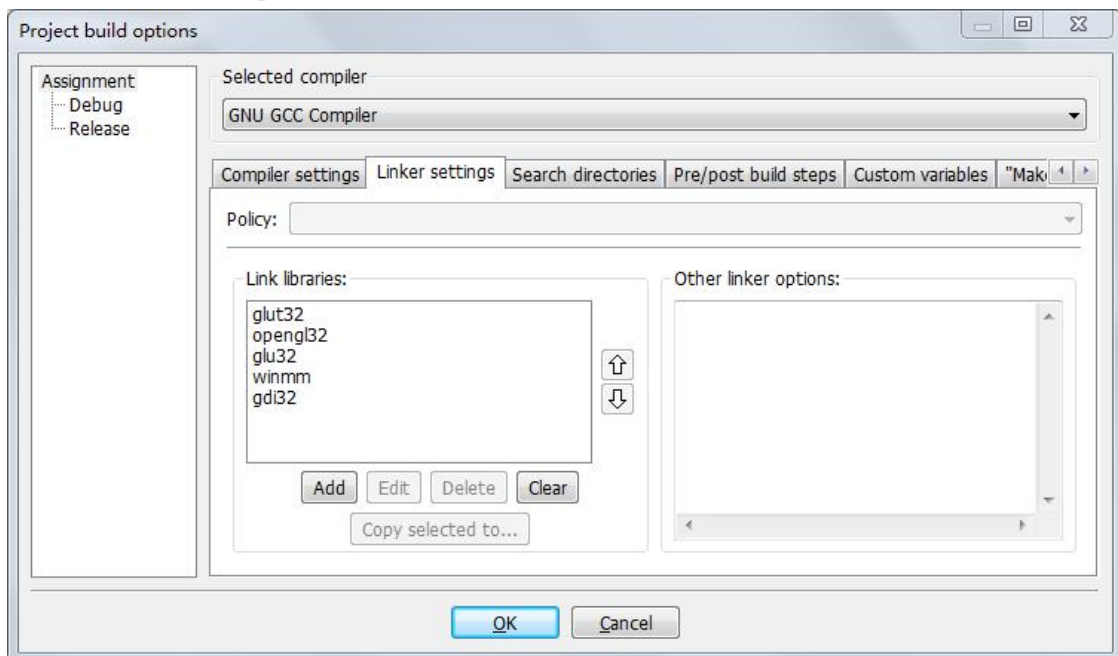 Project build options
Assignment
Debug
Release
Selected compiler
GNU GCC Compiler
Compiler settings Linker settings Search directories Pre/post build steps Custom variables "Mak
Policy:
Link libraries:
glut32
opengl32
glu32
winmm
gdi32
Add Edit Delete Clear
Copy selected to...
Other linker options:
OK Cancel